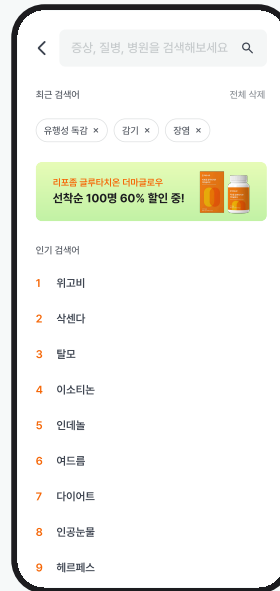 증상, 질병, 병원을 검색해보세요
최근 검색어 전체 삭제
유행성 독감 × 감기 × 장염 ×
리포좀 글루타치온 더마글로우
선착순 100명 60% 할인 중!
인기 검색어
1 위고비
2 삭센다
3 탈모
4 이소티논
5 인데놀
6 여드름
7 다이어트
8 인공눈물
9 헤르페스